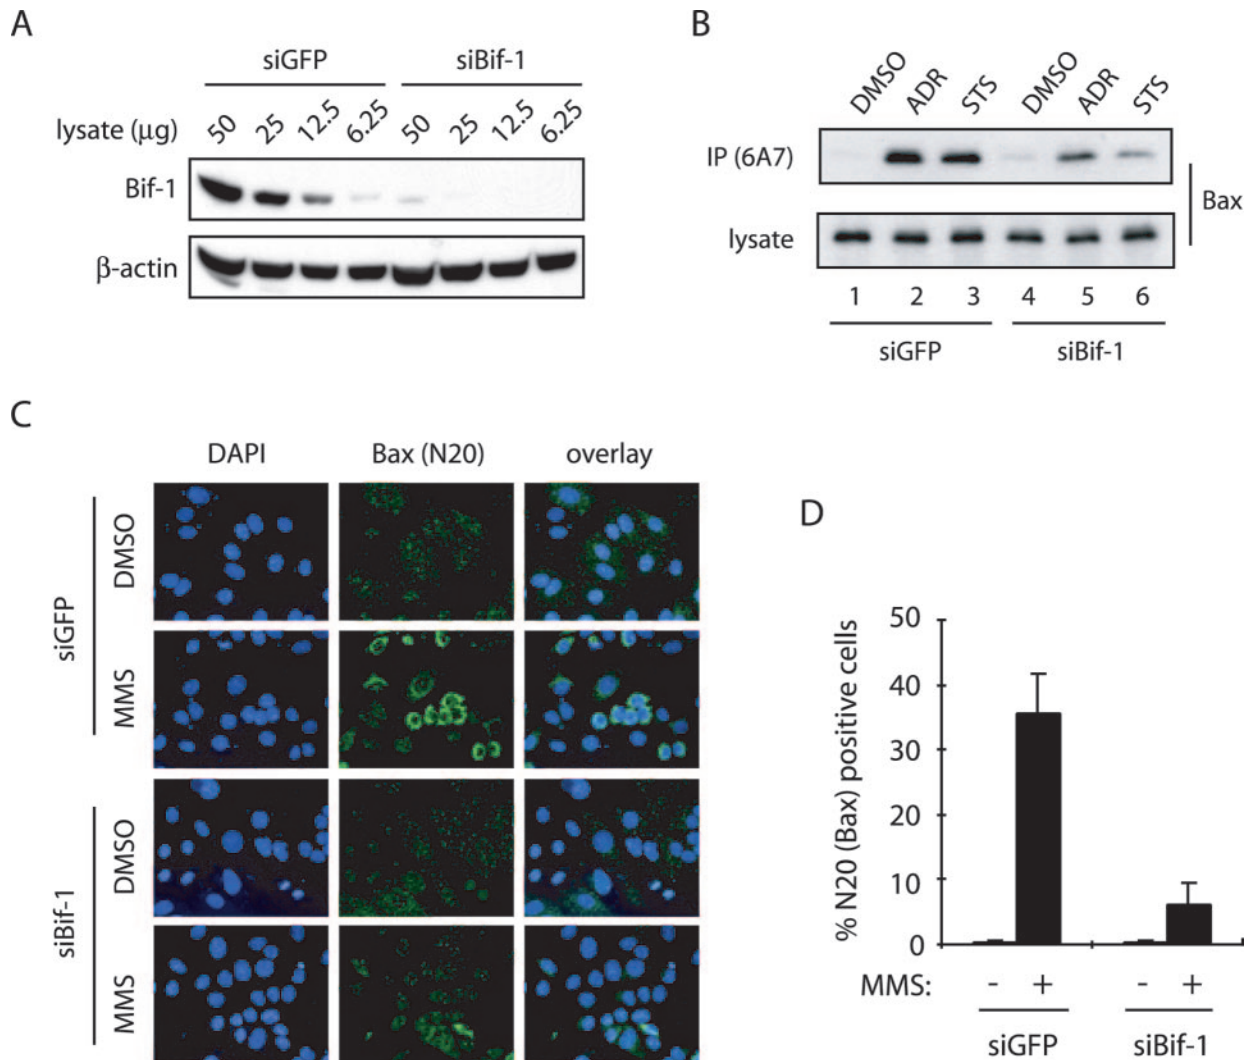 A
siGFP siBif-1
lysate (μg) 50 25 12.5 6.25 50 25 12.5 6.25
Bif-1
β-actin
B
DMSO ADR STS DMSO ADR STS
IP (6A7)
Bax
lysate
1 2 3 4 5 6
siGFP siBif-1
C
DAPI Bax (N20) overlay
siGFP
DMSO
MMS
siBif-1
DMSO
MMS
D
% N20 (Bax) positive cells
50
40
30
20
10
0
MMS: - + - +
siGFP siBif-1